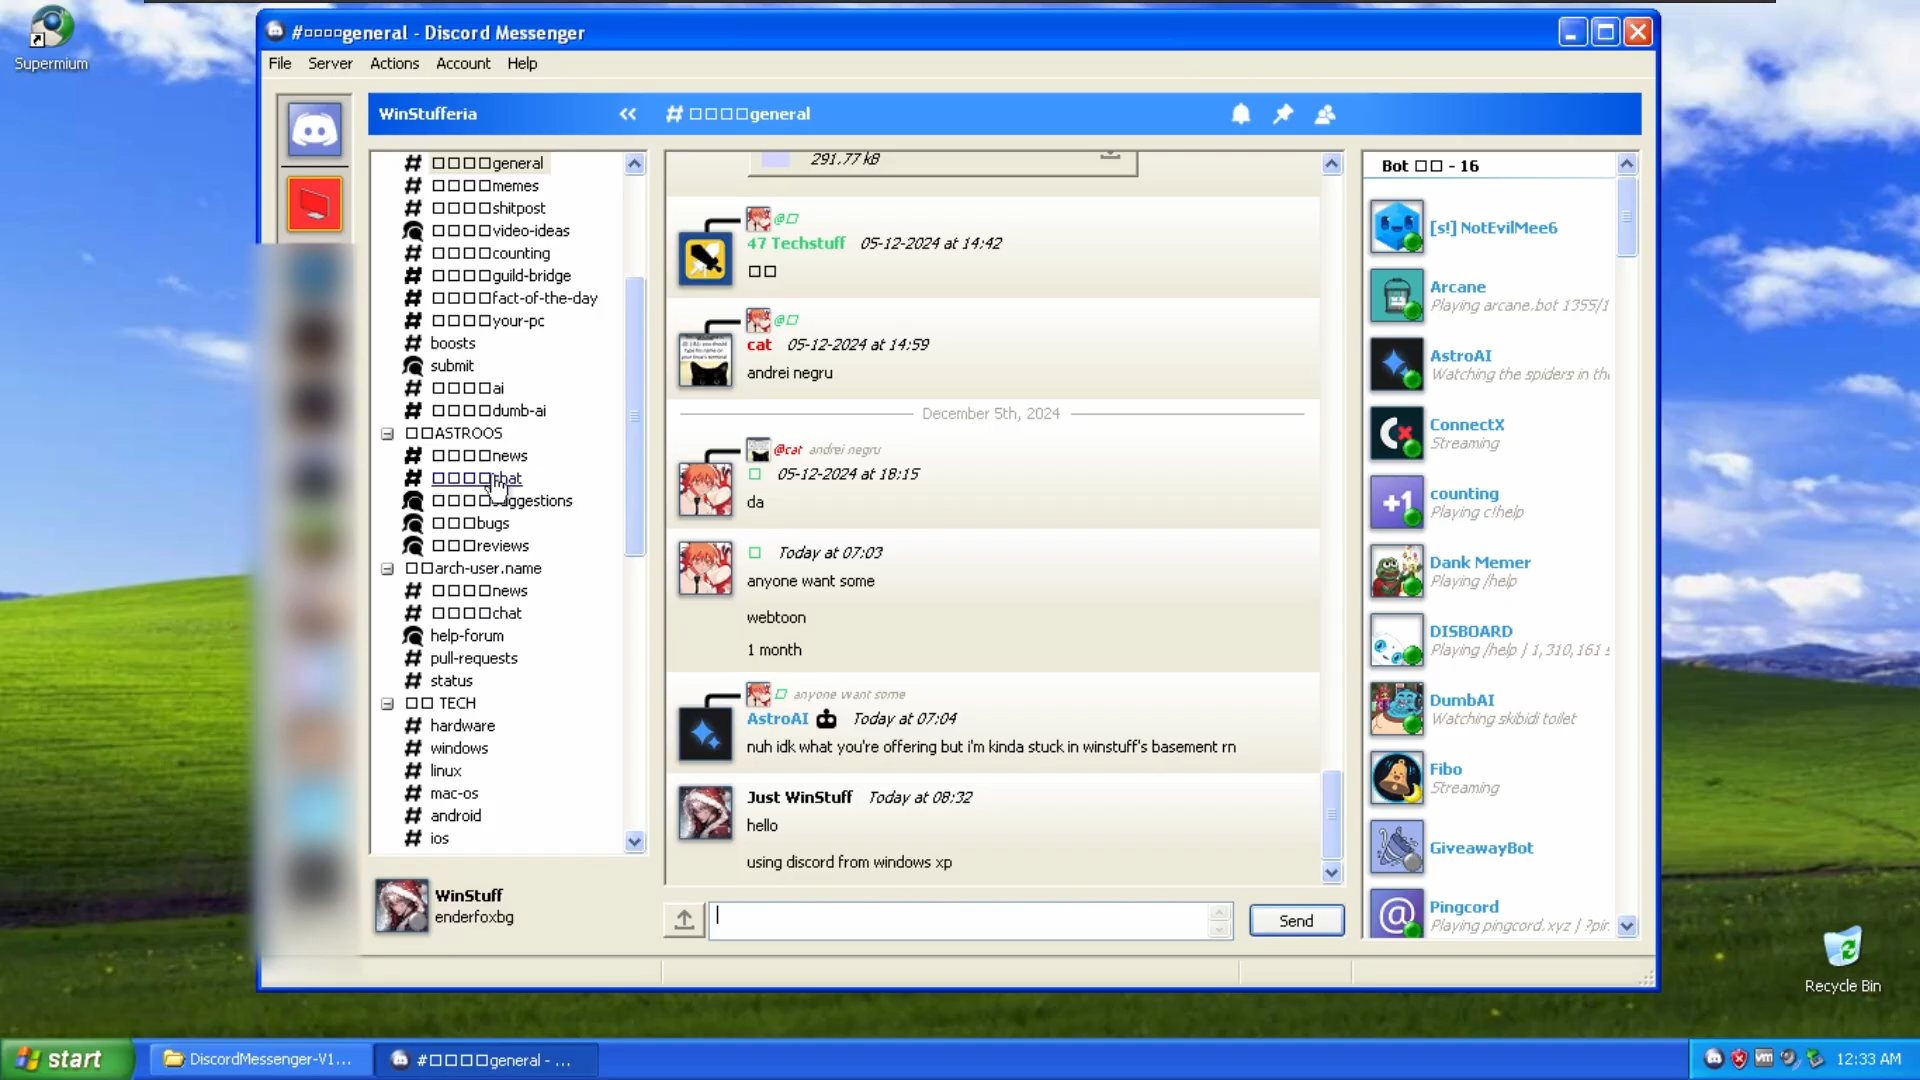 Supermium
#□□□□general - Discord Messenger
File Server Actions Account Help
WinStufferia
# □□□□general
# □□□□general
# □□□□memes
# □□□□shitpost
□□□□video-ideas
# □□□□counting
# □□□□guild-bridge
# □□□□fact-of-the-day
# □□□□your-pc
# boosts
submit
# □□□□ai
# □□□□dumb-ai
□□ASTROOS
# □□□□news
# □□□□chat
□□□□suggestions
□□□bugs
□□□reviews
□□arch-user.name
# □□□□news
# □□□□chat
help-forum
# pull-requests
# status
□□ TECH
# hardware
# windows
# linux
# mac-os
# android
# ios
WinStuff
enderfoxbg
291.77 kB
@□
47 Techstuff 05-12-2024 at 14:42
□□
@□
cat 05-12-2024 at 14:59
andrei negru
December 5th, 2024
@cat andrei negru
□ 05-12-2024 at 18:15
da
□ Today at 07:03
anyone want some
webtoon
1 month
□ anyone want some
AstroAI Today at 07:04
nuh idk what you're offering but i'm kinda stuck in winstuff's basement rn
Just WinStuff Today at 08:32
hello
using discord from windows xp
Send
Bot □□ - 16
[s!] NotEvilMee6
Arcane
Playing arcane.bot 1355/1
AstroAI
Watching the spiders in the
ConnectX
Streaming
+1
counting
Playing c!help
Dank Memer
Playing /help
DISBOARD
Playing /help | 1,310,161
DumbAI
Watching skibidi toilet
Fibo
Streaming
GiveawayBot
@
Pingcord
Playing pingcord.xyz | ?pin
Recycle Bin
start
DiscordMessenger-V1...
#□□□□general - ...
vm
12:33 AM